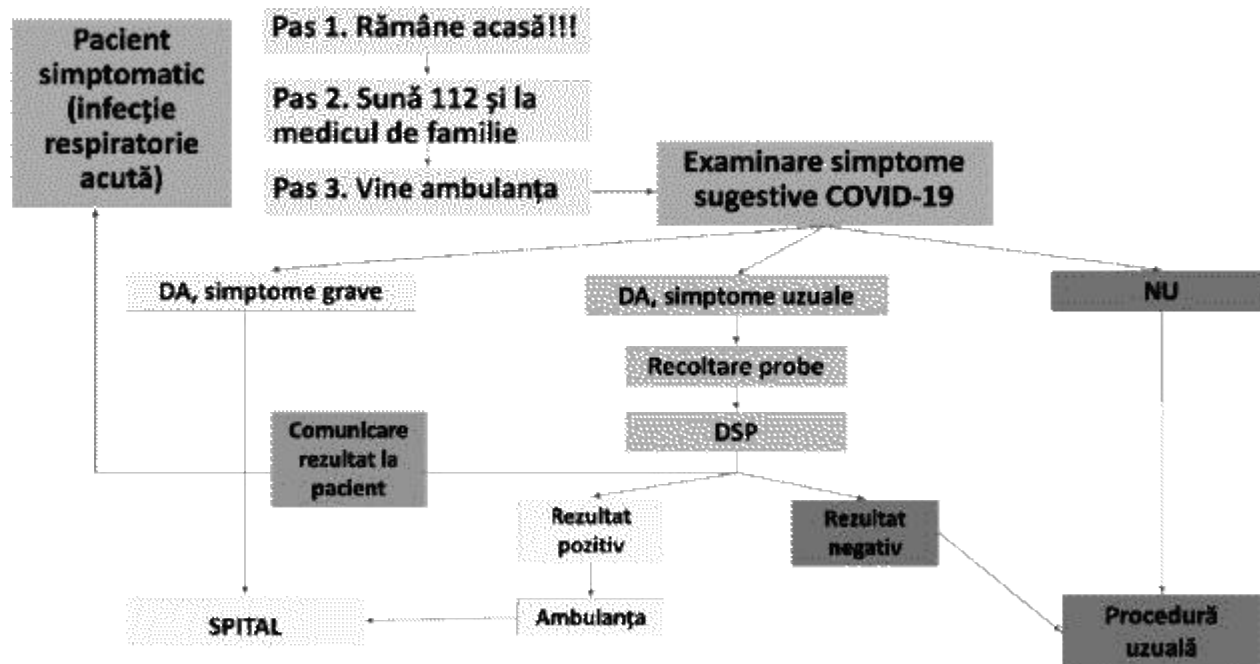 Pacient
simptomatic
(infecție
respiratorie
acută)
Pas 1. Rămâne acasă!!!
Pas 2. Sună 112 și la
medicul de familie
Pas 3. Vine ambulanța
Examinare simptome
sugestive COVID-19
DA, simptome grave
DA, simptome uzuale
NU
Recoltare probe
DSP
Comunicare
rezultat la
pacient
Rezultat
pozitiv
Rezultat
negativ
SPITAL
Ambulanța
Procedură
uzuală